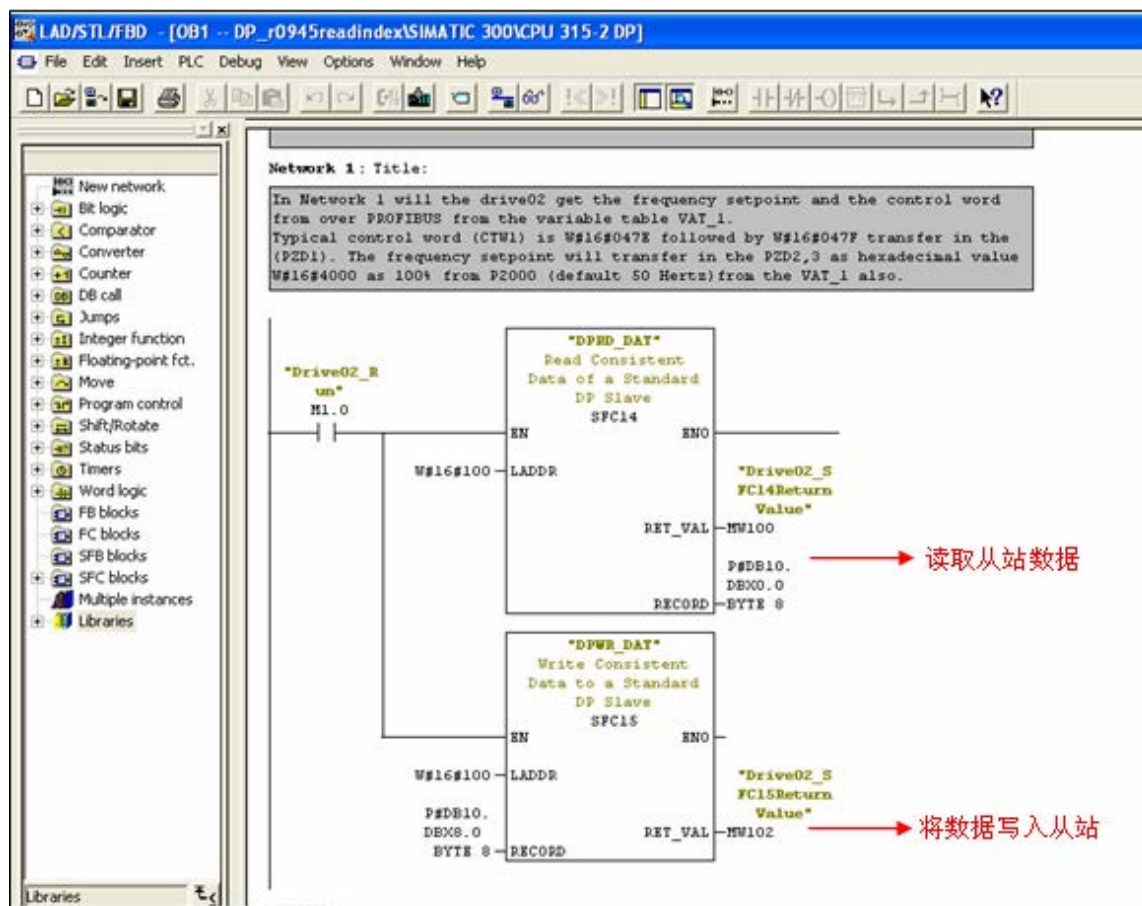 LAD/STL/FBD - [OB1 -- DP_r0945readindex\SIMATIC 300\CPU 315-2 DP]
File Edit Insert PLC Debug View Options Window Help
New network
Bit logic
Comparator
Converter
Counter
DB call
Jumps
Integer function
Floating-point fct.
Move
Program control
Shift/Rotate
Status bits
Timers
Word logic
FB blocks
FC blocks
SFB blocks
SFC blocks
Multiple instances
Libraries
Libraries
Network 1: Title:
In Network 1 will the drive02 get the frequency setpoint and the control word
from over PROFIBUS from the variable table VAT_1.
Typical control word (CTW1) is W#16#047E followed by W#16#047F transfer in the
(PZD1). The frequency setpoint will transfer in the PZD2,3 as hexadecimal value
W#16#4000 as 100% from P2000 (default 50 Hertz)from the VAT_1 also.
"Drive02_R
un"
M1.0
"DPRD_DAT"
Read Consistent
Data of a Standard
DP Slave
SFC14
EN ENO
W#16#100 LADDR
"Drive02_S
FC14Return
Value"
RET_VAL MW100
P#DB10.
DBX0.0
RECORD BYTE 8
读取从站数据
"DPWR_DAT"
Write Consistent
Data to a Standard
DP Slave
SFC15
EN ENO
W#16#100 LADDR
"Drive02_S
FC15Return
Value"
RET_VAL MW102
P#DB10.
DBX8.0
BYTE 8 RECORD
将数据写入从站